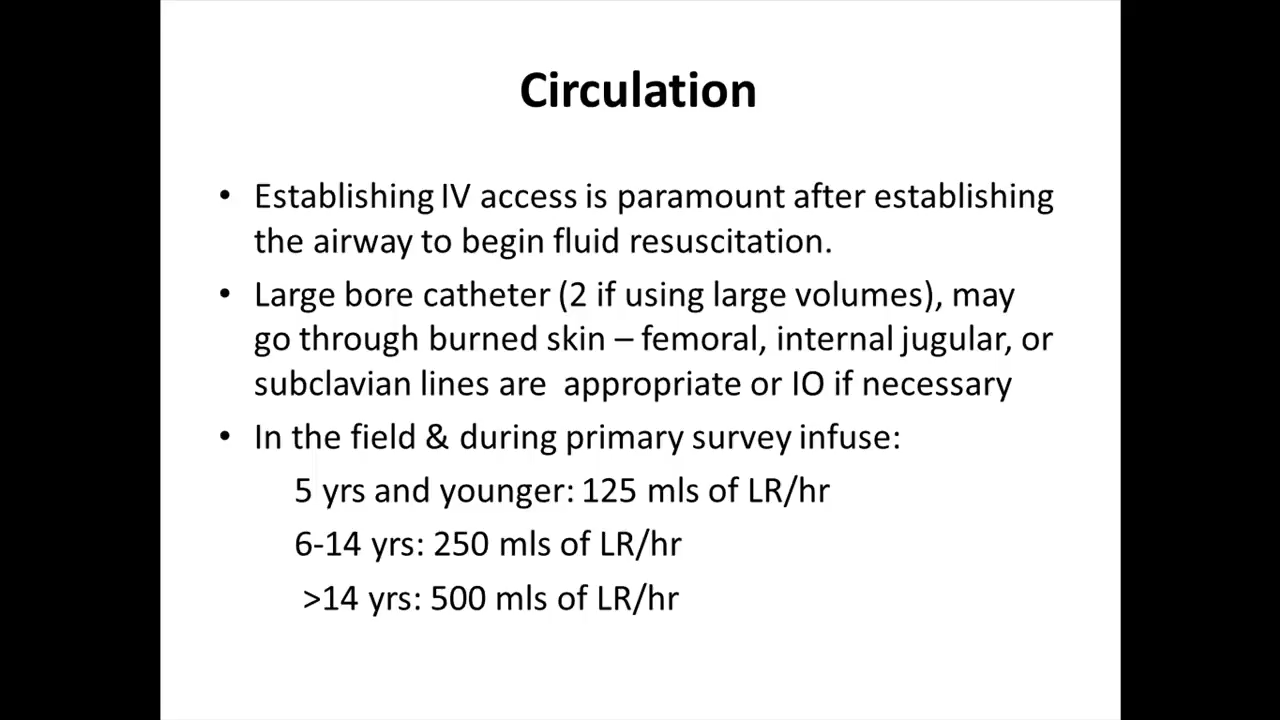 Circulation
• Establishing IV access is paramount after establishing
the airway to begin fluid resuscitation.
• Large bore catheter (2 if using large volumes), may
go through burned skin – femoral, internal jugular, or
subclavian lines are  appropriate or IO if necessary
• In the field & during primary survey infuse:
5 yrs and younger: 125 mls of LR/hr
6-14 yrs: 250 mls of LR/hr
>14 yrs: 500 mls of LR/hr